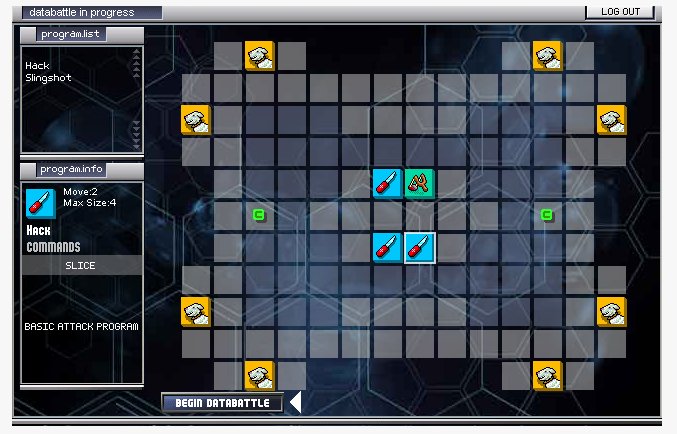 databattle in progress
LOG OUT
program.list
Hack
Slingshot
program.info
Move:2
Max Size:4
Hack
COMMANDS
SLICE
BASIC ATTACK PROGRAM
C
C
BEGIN DATABATTLE